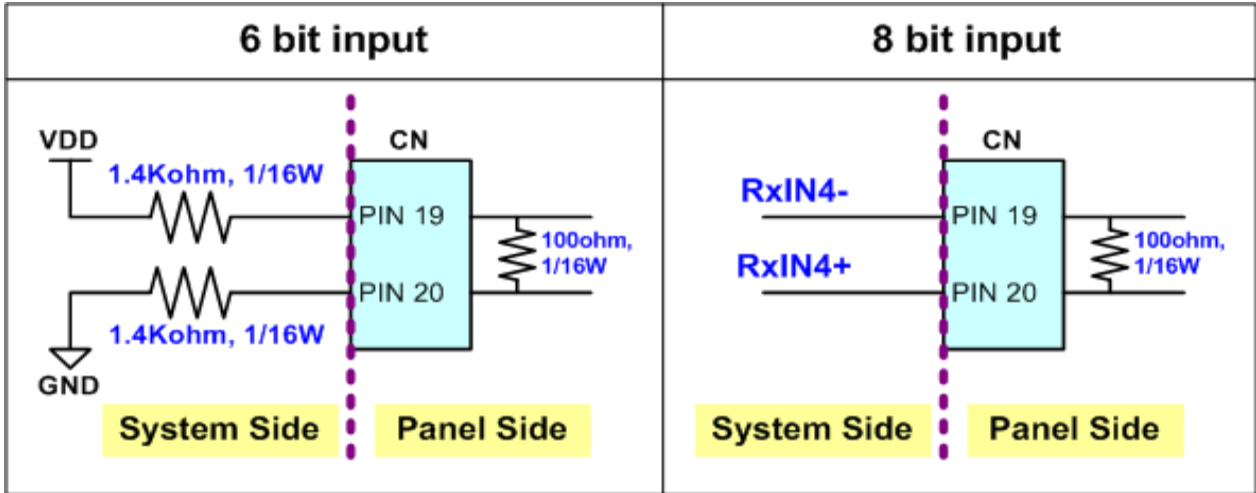 6 bit input
VDD
CN
1.4Kohm, 1/16W
PIN 19
100ohm,
1/16W
PIN 20
1.4Kohm, 1/16W
GND
System Side
Panel Side
8 bit input
CN
RxIN4-
PIN 19
100ohm,
1/16W
RxIN4+
PIN 20
System Side
Panel Side